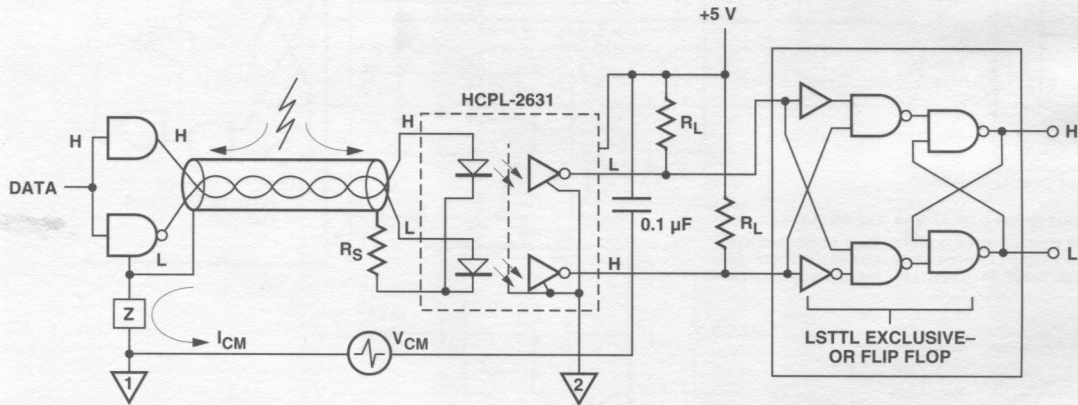 +5 V
HCPL-2631
H
H
H
R_L
L
DATA
L
L
0.1 µF
R_L
R_S
H
H
L
Z
I_CM
V_CM
1
2
LSTTL EXCLUSIVE–
OR FLIP FLOP